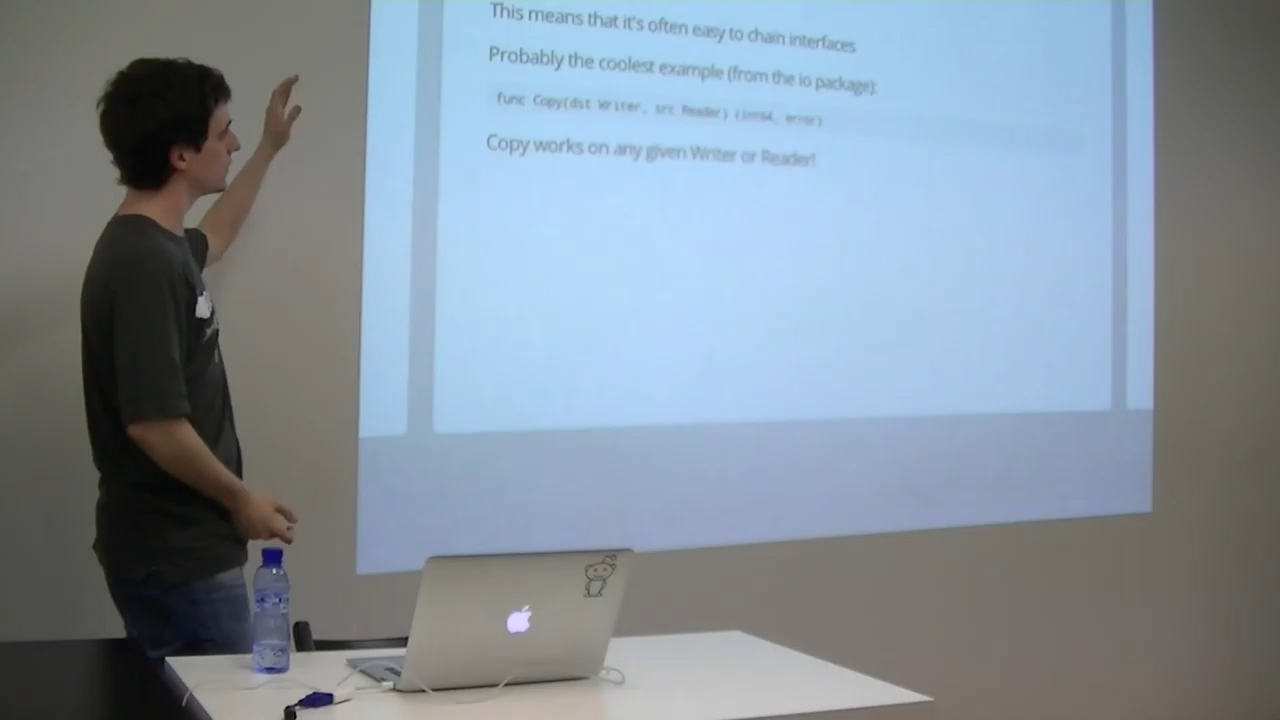 This means that it's often easy to chain interfaces
Probably the coolest example (from the io package):
func Copy(dst Writer, src Reader) (int64, error)
Copy works on any given Writer or Reader!